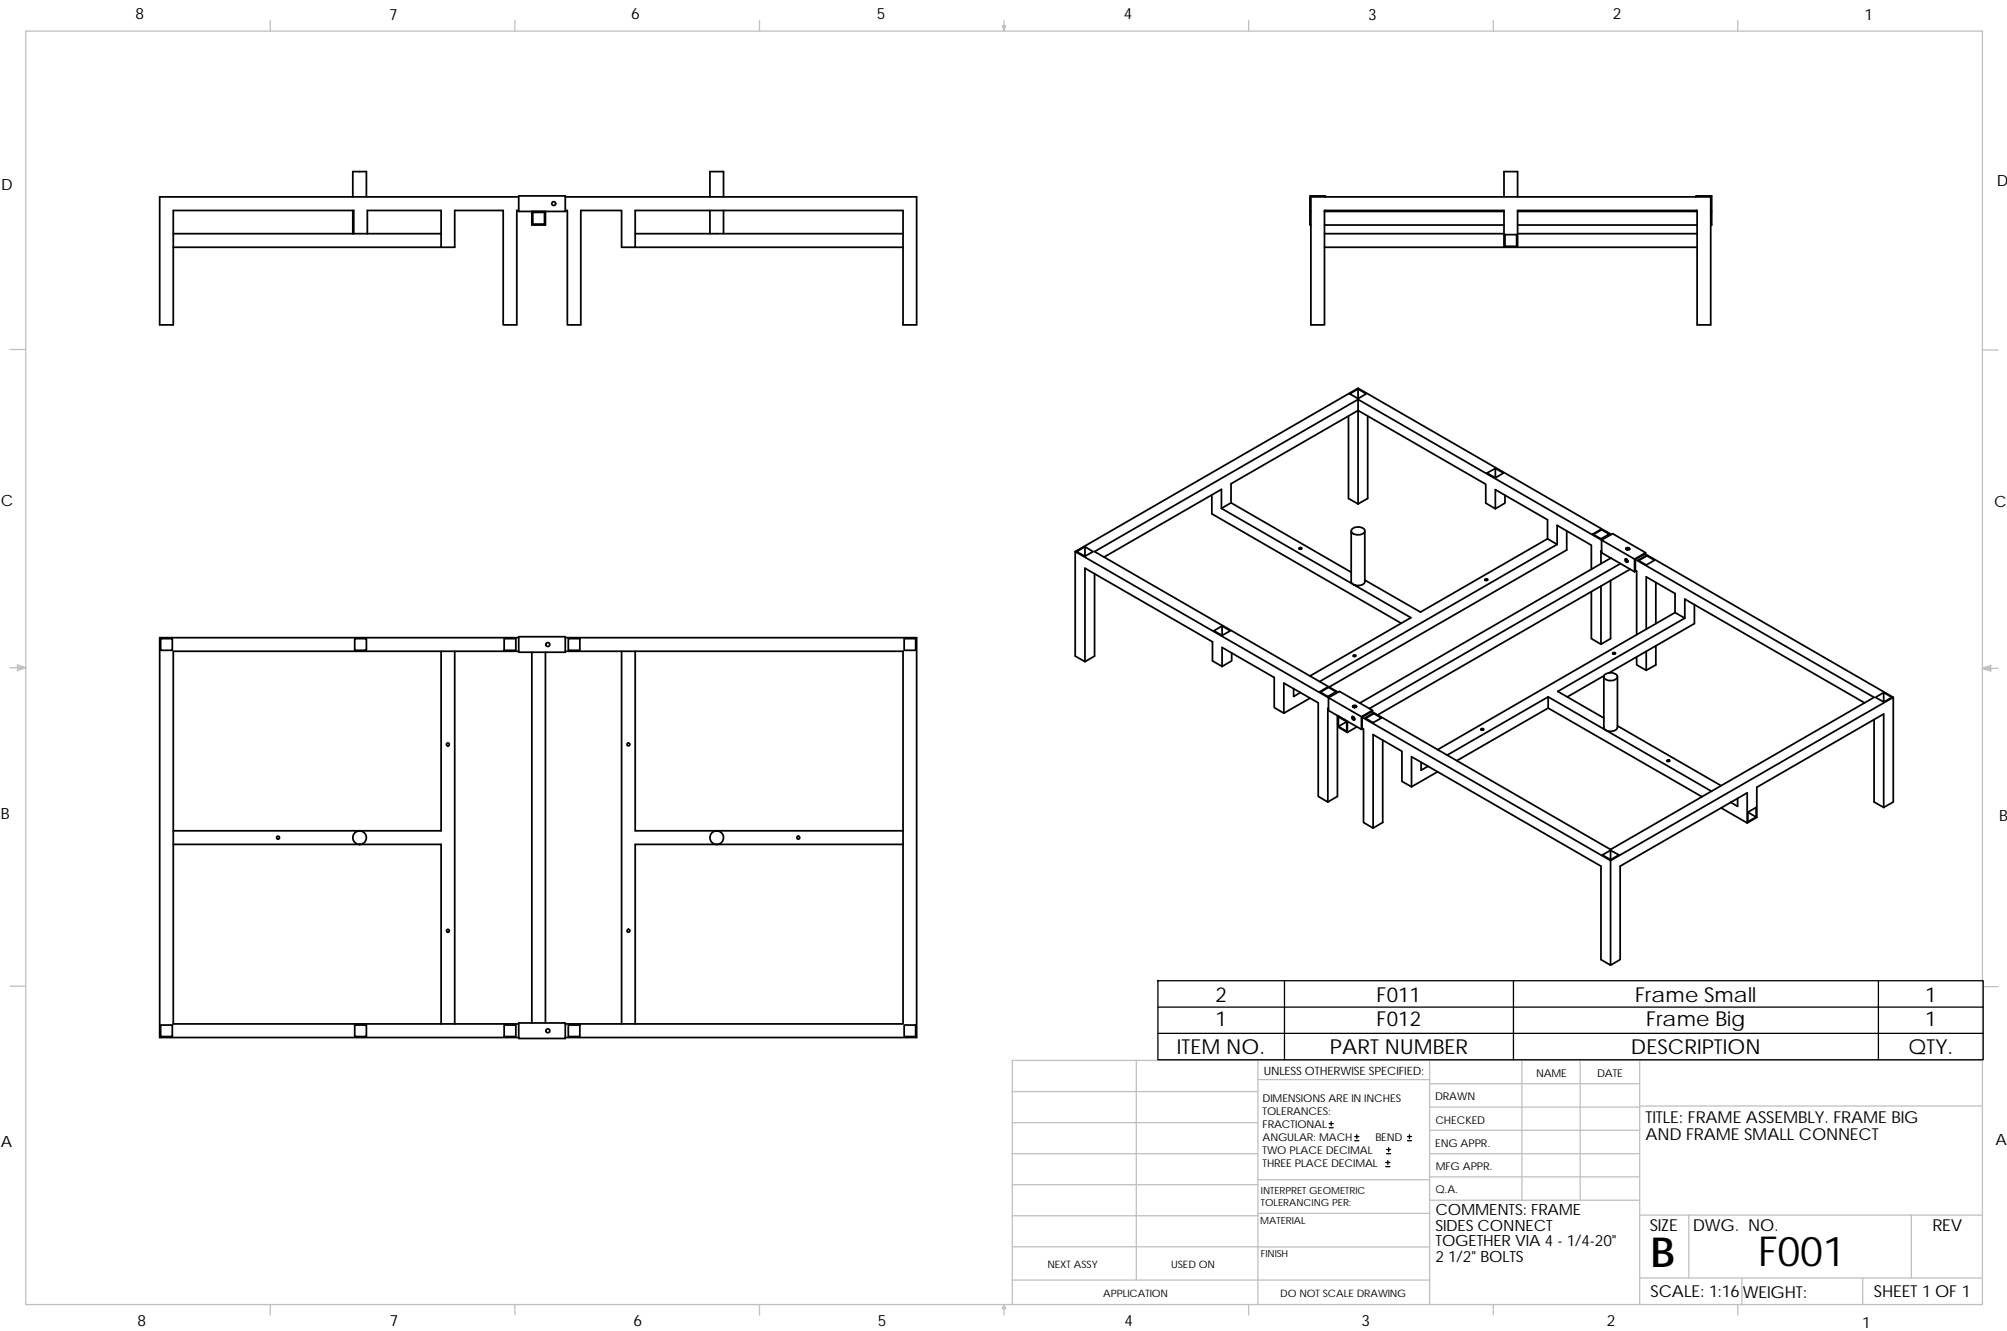 8 7 6 5 4 3 2 1
D D
C C
B B
A A
2 F011 Frame Small 1
1 F012 Frame Big 1
ITEM NO. PART NUMBER DESCRIPTION QTY.
UNLESS OTHERWISE SPECIFIED:
DIMENSIONS ARE IN INCHES
TOLERANCES:
FRACTIONAL ±
ANGULAR: MACH ± BEND ±
TWO PLACE DECIMAL ±
THREE PLACE DECIMAL ±
INTERPRET GEOMETRIC
TOLERANCING PER:
MATERIAL
FINISH
DO NOT SCALE DRAWING
NEXT ASSY USED ON
APPLICATION
NAME DATE
DRAWN
CHECKED
ENG APPR.
MFG APPR.
Q.A.
COMMENTS: FRAME
SIDES CONNECT
TOGETHER VIA 4 - 1/4-20"
2 1/2" BOLTS
TITLE: FRAME ASSEMBLY. FRAME BIG
AND FRAME SMALL CONNECT
SIZE DWG. NO. REV
B F001
SCALE: 1:16 WEIGHT: SHEET 1 OF 1
8 7 6 5 4 3 2 1